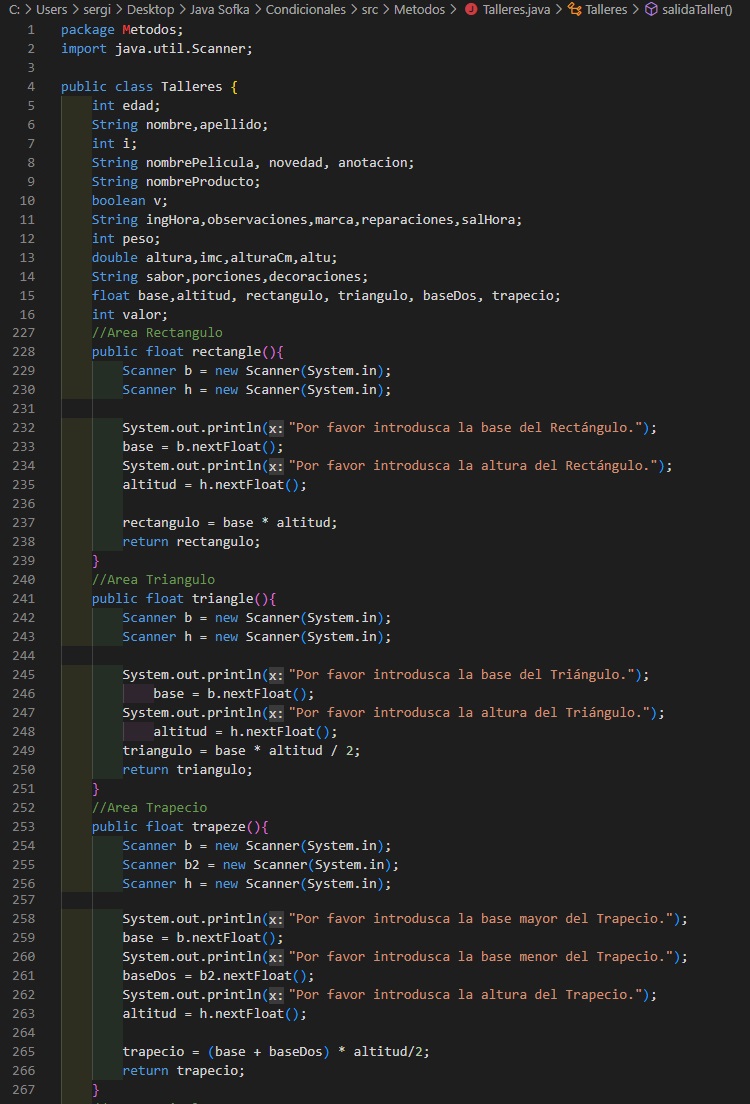 C: > Users > sergi > Desktop > Java Sofka > Condicionales > src > Metodos > J Talleres.java > Talleres > salidaTaller()
1 package Metodos;
2 import java.util.Scanner;
3
4 public class Talleres {
5 int edad;
6 String nombre,apellido;
7 int i;
8 String nombrePelicula, novedad, anotacion;
9 String nombreProducto;
10 boolean v;
11 String ingHora,observaciones,marca,reparaciones,salHora;
12 int peso;
13 double altura,imc,alturaCm,altu;
14 String sabor,porciones,decoraciones;
15 float base,altitud, rectangulo, triangulo, baseDos, trapecio;
16 int valor;
227 //Area Rectangulo
228 public float rectangle(){
229 Scanner b = new Scanner(System.in);
230 Scanner h = new Scanner(System.in);
231
232 System.out.println(x: "Por favor introdusca la base del Rectángulo.");
233 base = b.nextFloat();
234 System.out.println(x: "Por favor introdusca la altura del Rectángulo.");
235 altitud = h.nextFloat();
236
237 rectangulo = base * altitud;
238 return rectangulo;
239 }
240 //Area Triangulo
241 public float triangle(){
242 Scanner b = new Scanner(System.in);
243 Scanner h = new Scanner(System.in);
244
245 System.out.println(x: "Por favor introdusca la base del Triángulo.");
246 base = b.nextFloat();
247 System.out.println(x: "Por favor introdusca la altura del Triángulo.");
248 altitud = h.nextFloat();
249 triangulo = base * altitud / 2;
250 return triangulo;
251 }
252 //Area Trapecio
253 public float trapeze(){
254 Scanner b = new Scanner(System.in);
255 Scanner b2 = new Scanner(System.in);
256 Scanner h = new Scanner(System.in);
257
258 System.out.println(x: "Por favor introdusca la base mayor del Trapecio.");
259 base = b.nextFloat();
260 System.out.println(x: "Por favor introdusca la base menor del Trapecio.");
261 baseDos = b2.nextFloat();
262 System.out.println(x: "Por favor introdusca la altura del Trapecio.");
263 altitud = h.nextFloat();
264
265 trapecio = (base + baseDos) * altitud/2;
266 return trapecio;
267 }